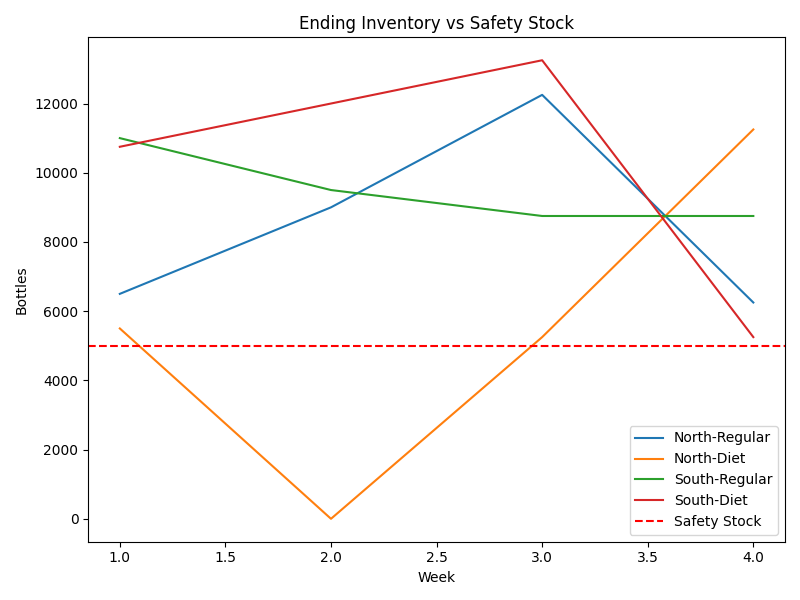 Ending Inventory vs Safety Stock
Bottles
12000
10000
8000
6000
4000
2000
0
1.0 1.5 2.0 2.5 3.0 3.5 4.0
Week
North-Regular
North-Diet
South-Regular
South-Diet
Safety Stock